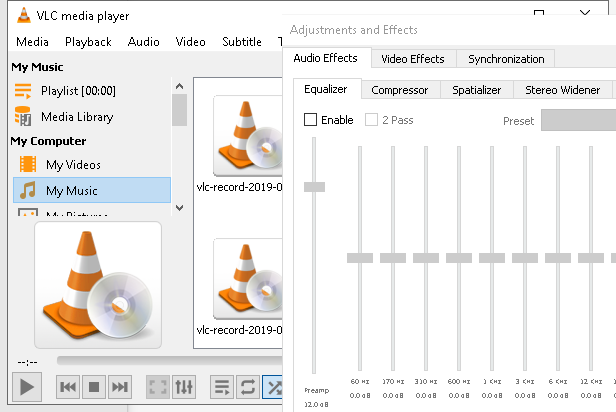 VLC media player
Media Playback Audio Video Subtitle
My Music
Playlist [00:00]
Media Library
My Computer
My Videos
My Music
vlc-record-2019-0
vlc-record-2019-0
--:--
Adjustments and Effects
Audio Effects Video Effects Synchronization
Equalizer Compressor Spatializer Stereo Widener
Enable 2 Pass Preset
60 Hz 170 Hz 310 Hz 600 Hz 1 KHz 3 KHz 6 KHz 12 KHz
Preamp 0.0 dB 0.0 dB 0.0 dB 0.0 dB 0.0 dB 0.0 dB 0.0 dB 0.0 dB
12.0 dB